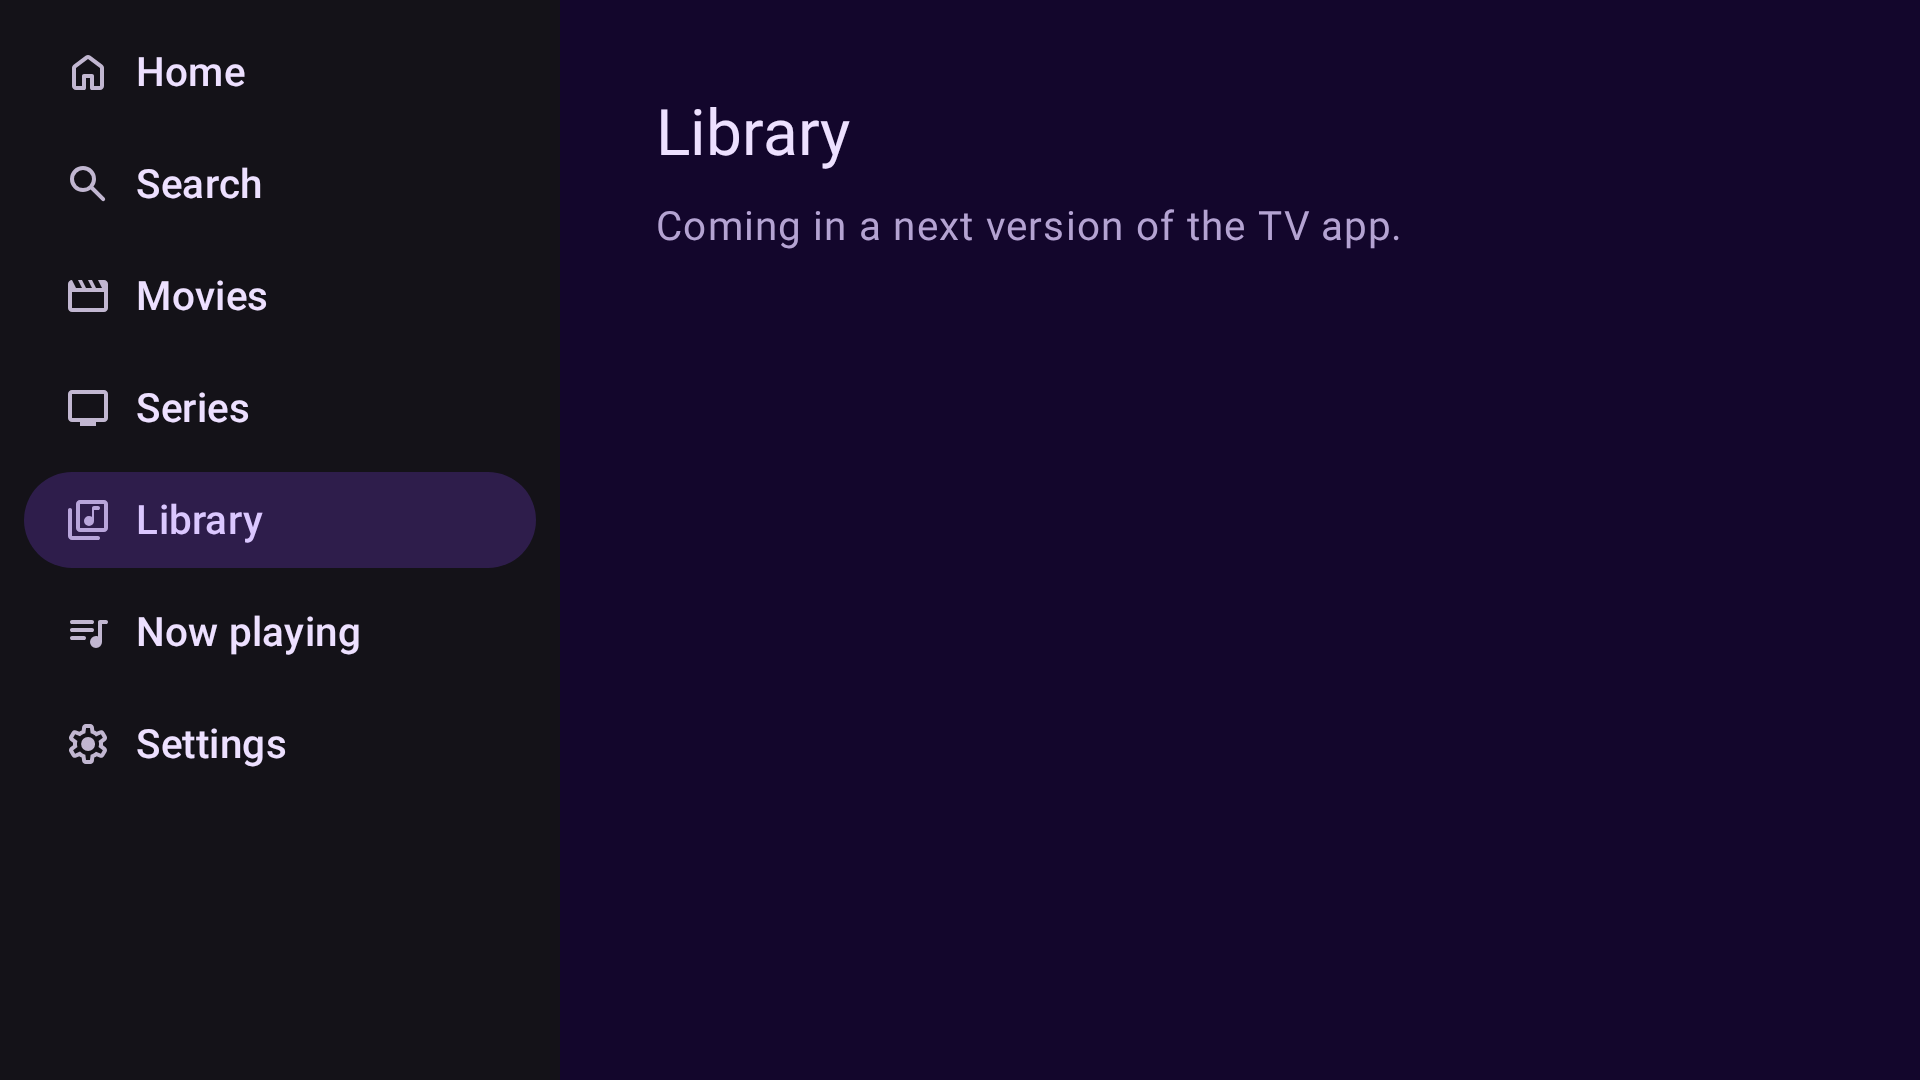 Home
Search
Movies
Series
Library
Now playing
Settings
Library
Coming in a next version of the TV app.